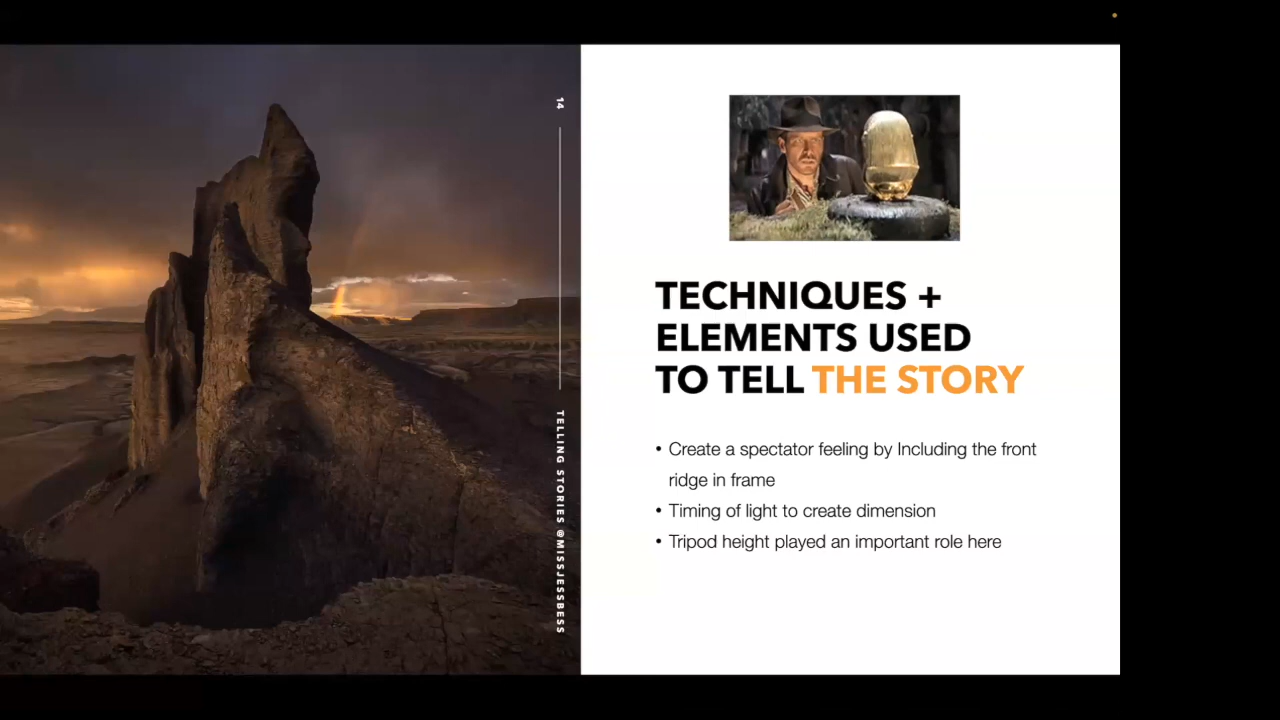 14
TELLING STORIES @MISSJESSBESS
TECHNIQUES +
ELEMENTS USED
TO TELL THE STORY
• Create a spectator feeling by Including the front
ridge in frame
• Timing of light to create dimension
• Tripod height played an important role here